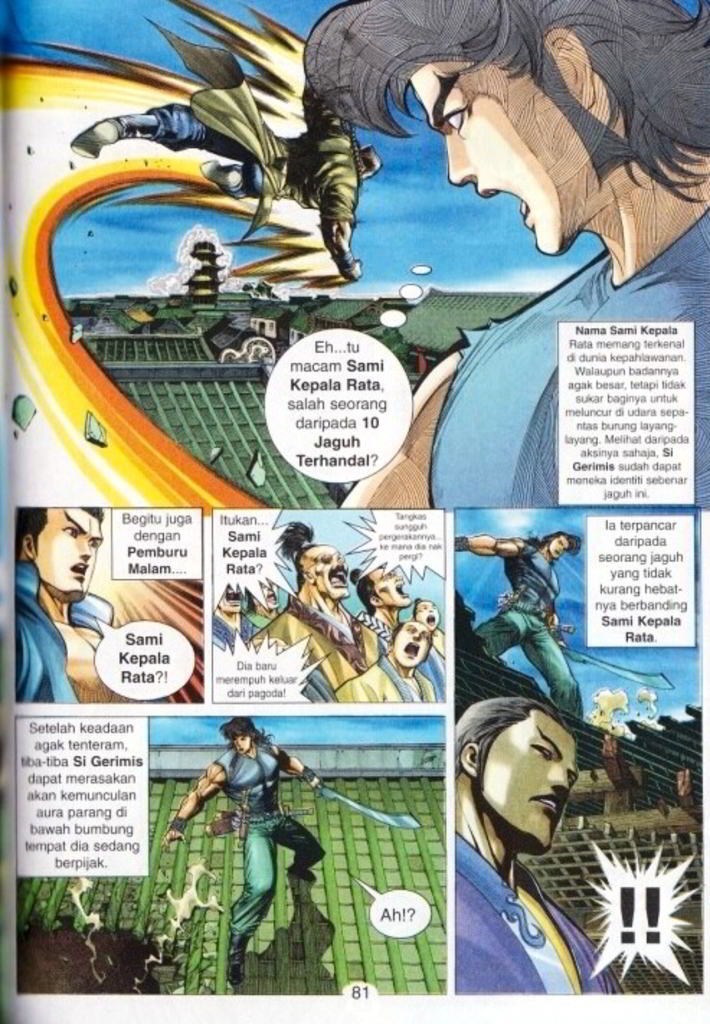 Eh...tu
macam Sami
Kepala Rata,
salah seorang
daripada 10
Jaguh
Terhandal?
Nama Sami Kepala
Rata memang terkenal
di dunia kepahlawanan.
Walaupun badannya
agak besar, tetapi tidak
sukar baginya untuk
meluncur di udara sepa-
ntas burung layang-
layang. Melihat daripada
aksinya sahaja, Si
Gerimis sudah dapat
meneka identiti sebenar
jaguh ini.
Begitu juga
dengan
Pemburu
Malam....
Sami
Kepala
Rata?!
Itukan...
Sami
Kepala
Rata?
Tangkas
sungguh
pergerakannya...
ke mana dia nak
pergi?
Dia baru
merempuh keluar
dari pagoda!
Ia terpancar
daripada
seorang jaguh
yang tidak
kurang hebat-
nya berbanding
Sami Kepala
Rata.
Setelah keadaan
agak tenteram,
tiba-tiba Si Gerimis
dapat merasakan
akan kemunculan
aura parang di
bawah bumbung
tempat dia sedang
berpijak.
Ah!?
!!
81